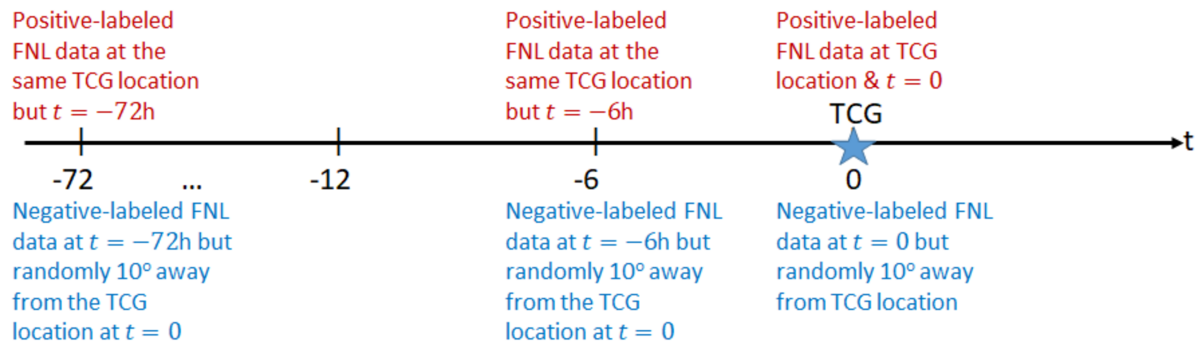 Positive-labeled
FNL data at the
same TCG location
but t = −72h
Positive-labeled
FNL data at the
same TCG location
but t = −6h
Positive-labeled
FNL data at TCG
location & t = 0
TCG
t
-72
...
-12
-6
0
Negative-labeled FNL
data at t = −72h but
randomly 10° away
from the TCG
location at t = 0
Negative-labeled FNL
data at t = −6h but
randomly 10° away
from the TCG
location at t = 0
Negative-labeled FNL
data at t = 0 but
randomly 10° away
from TCG location